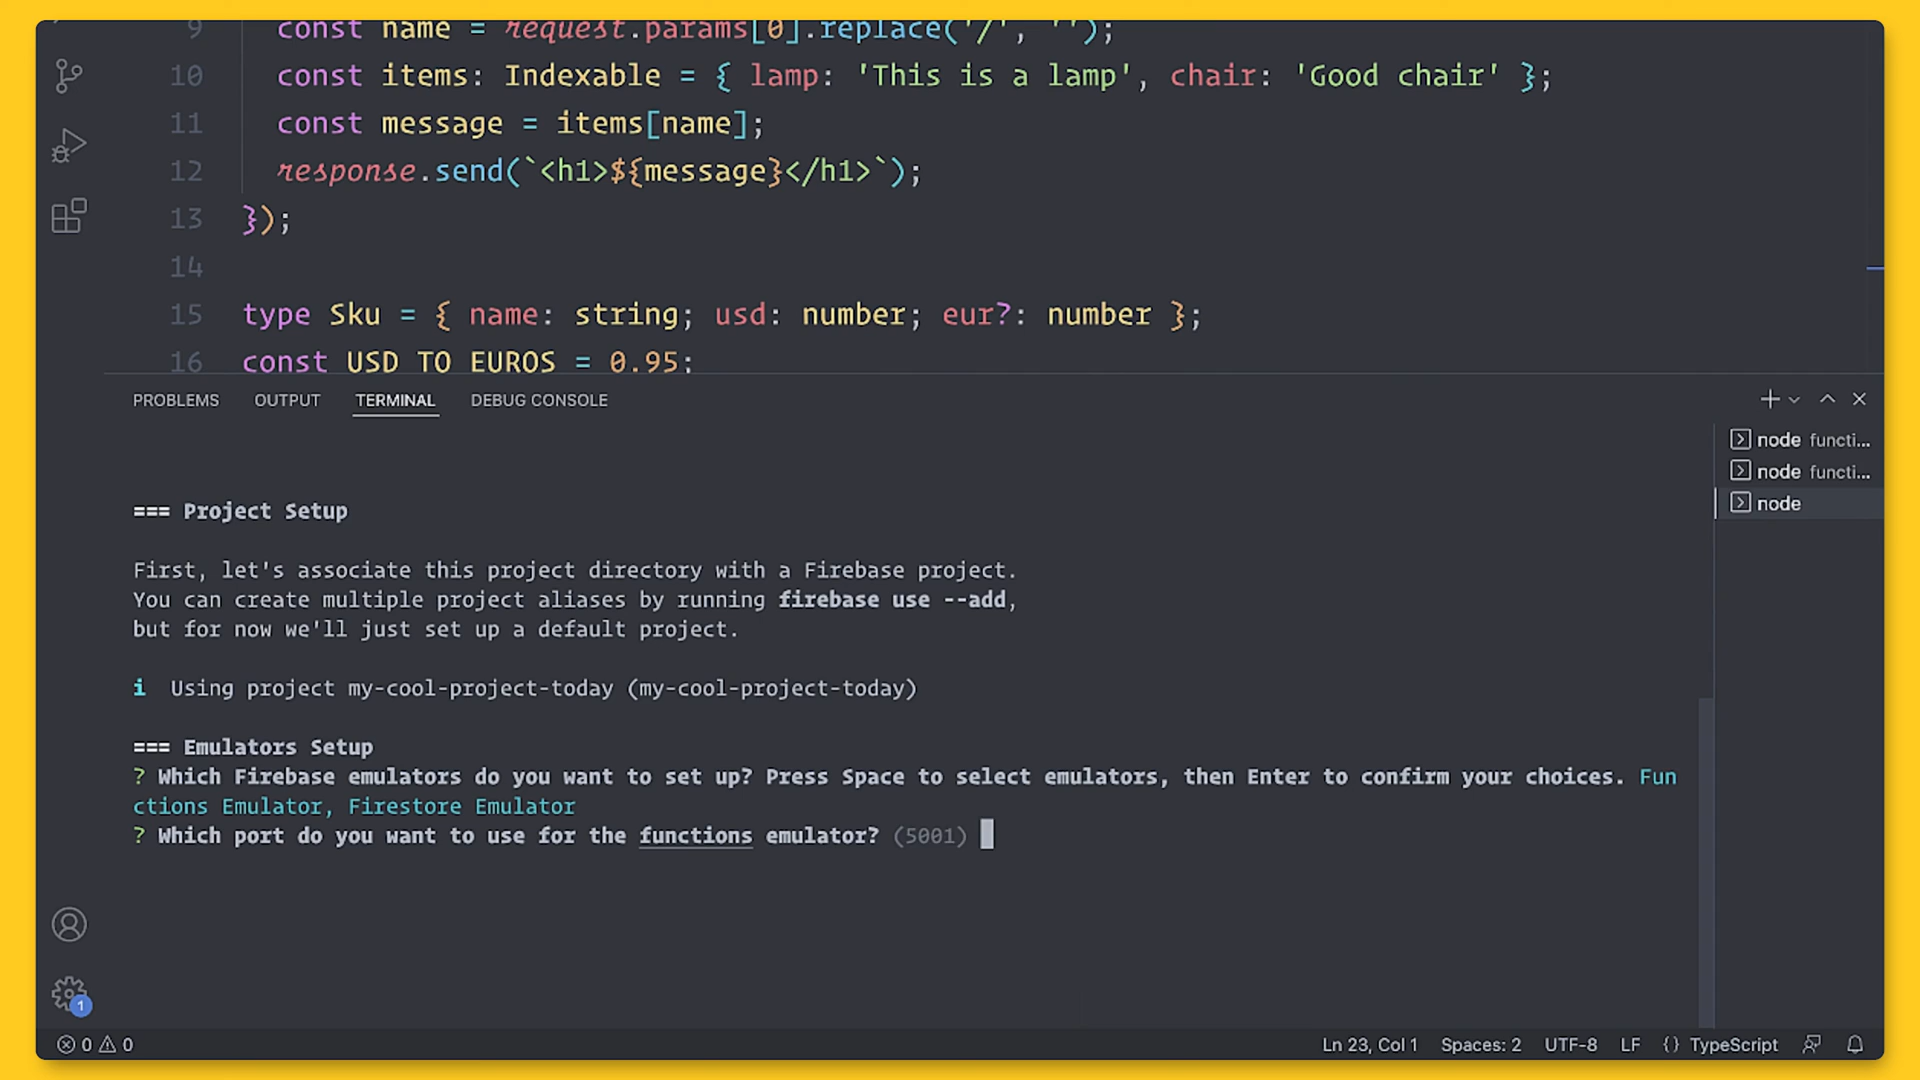 9 const name = request.params[0].replace('/', '');
10 const items: Indexable = { lamp: 'This is a lamp', chair: 'Good chair' };
11 const message = items[name];
12 response.send(`<h1>${message}</h1>`);
13 });
14
15 type Sku = { name: string; usd: number; eur?: number };
16 const USD_TO_EUROS = 0.95;
PROBLEMS OUTPUT TERMINAL DEBUG CONSOLE
node functi...
node functi...
node
=== Project Setup
First, let's associate this project directory with a Firebase project.
You can create multiple project aliases by running firebase use --add,
but for now we'll just set up a default project.
i Using project my-cool-project-today (my-cool-project-today)
=== Emulators Setup
? Which Firebase emulators do you want to set up? Press Space to select emulators, then Enter to confirm your choices. Fun
ctions Emulator, Firestore Emulator
? Which port do you want to use for the functions emulator? (5001)
1
0 0 Ln 23, Col 1 Spaces: 2 UTF-8 LF {} TypeScript